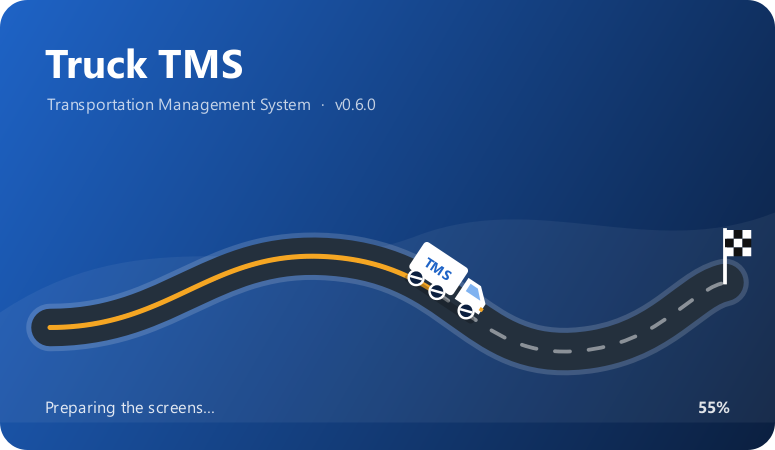 Truck TMS
Transportation Management System · v0.6.0
TMS
Preparing the screens...
55%